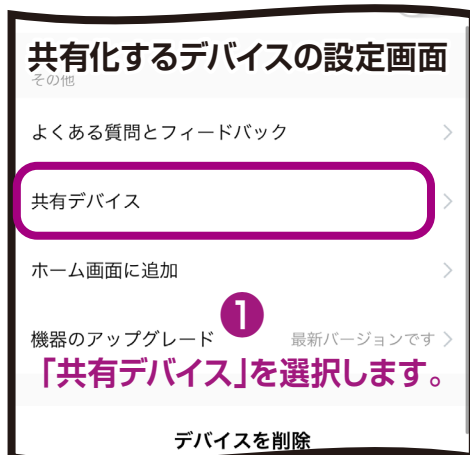 共有化するデバイスの設定画面
その他
よくある質問とフィードバック
共有デバイス
ホーム画面に追加
機器のアップグレード 最新バージョンです
❶
「共有デバイス」を選択します。
デバイスを削除